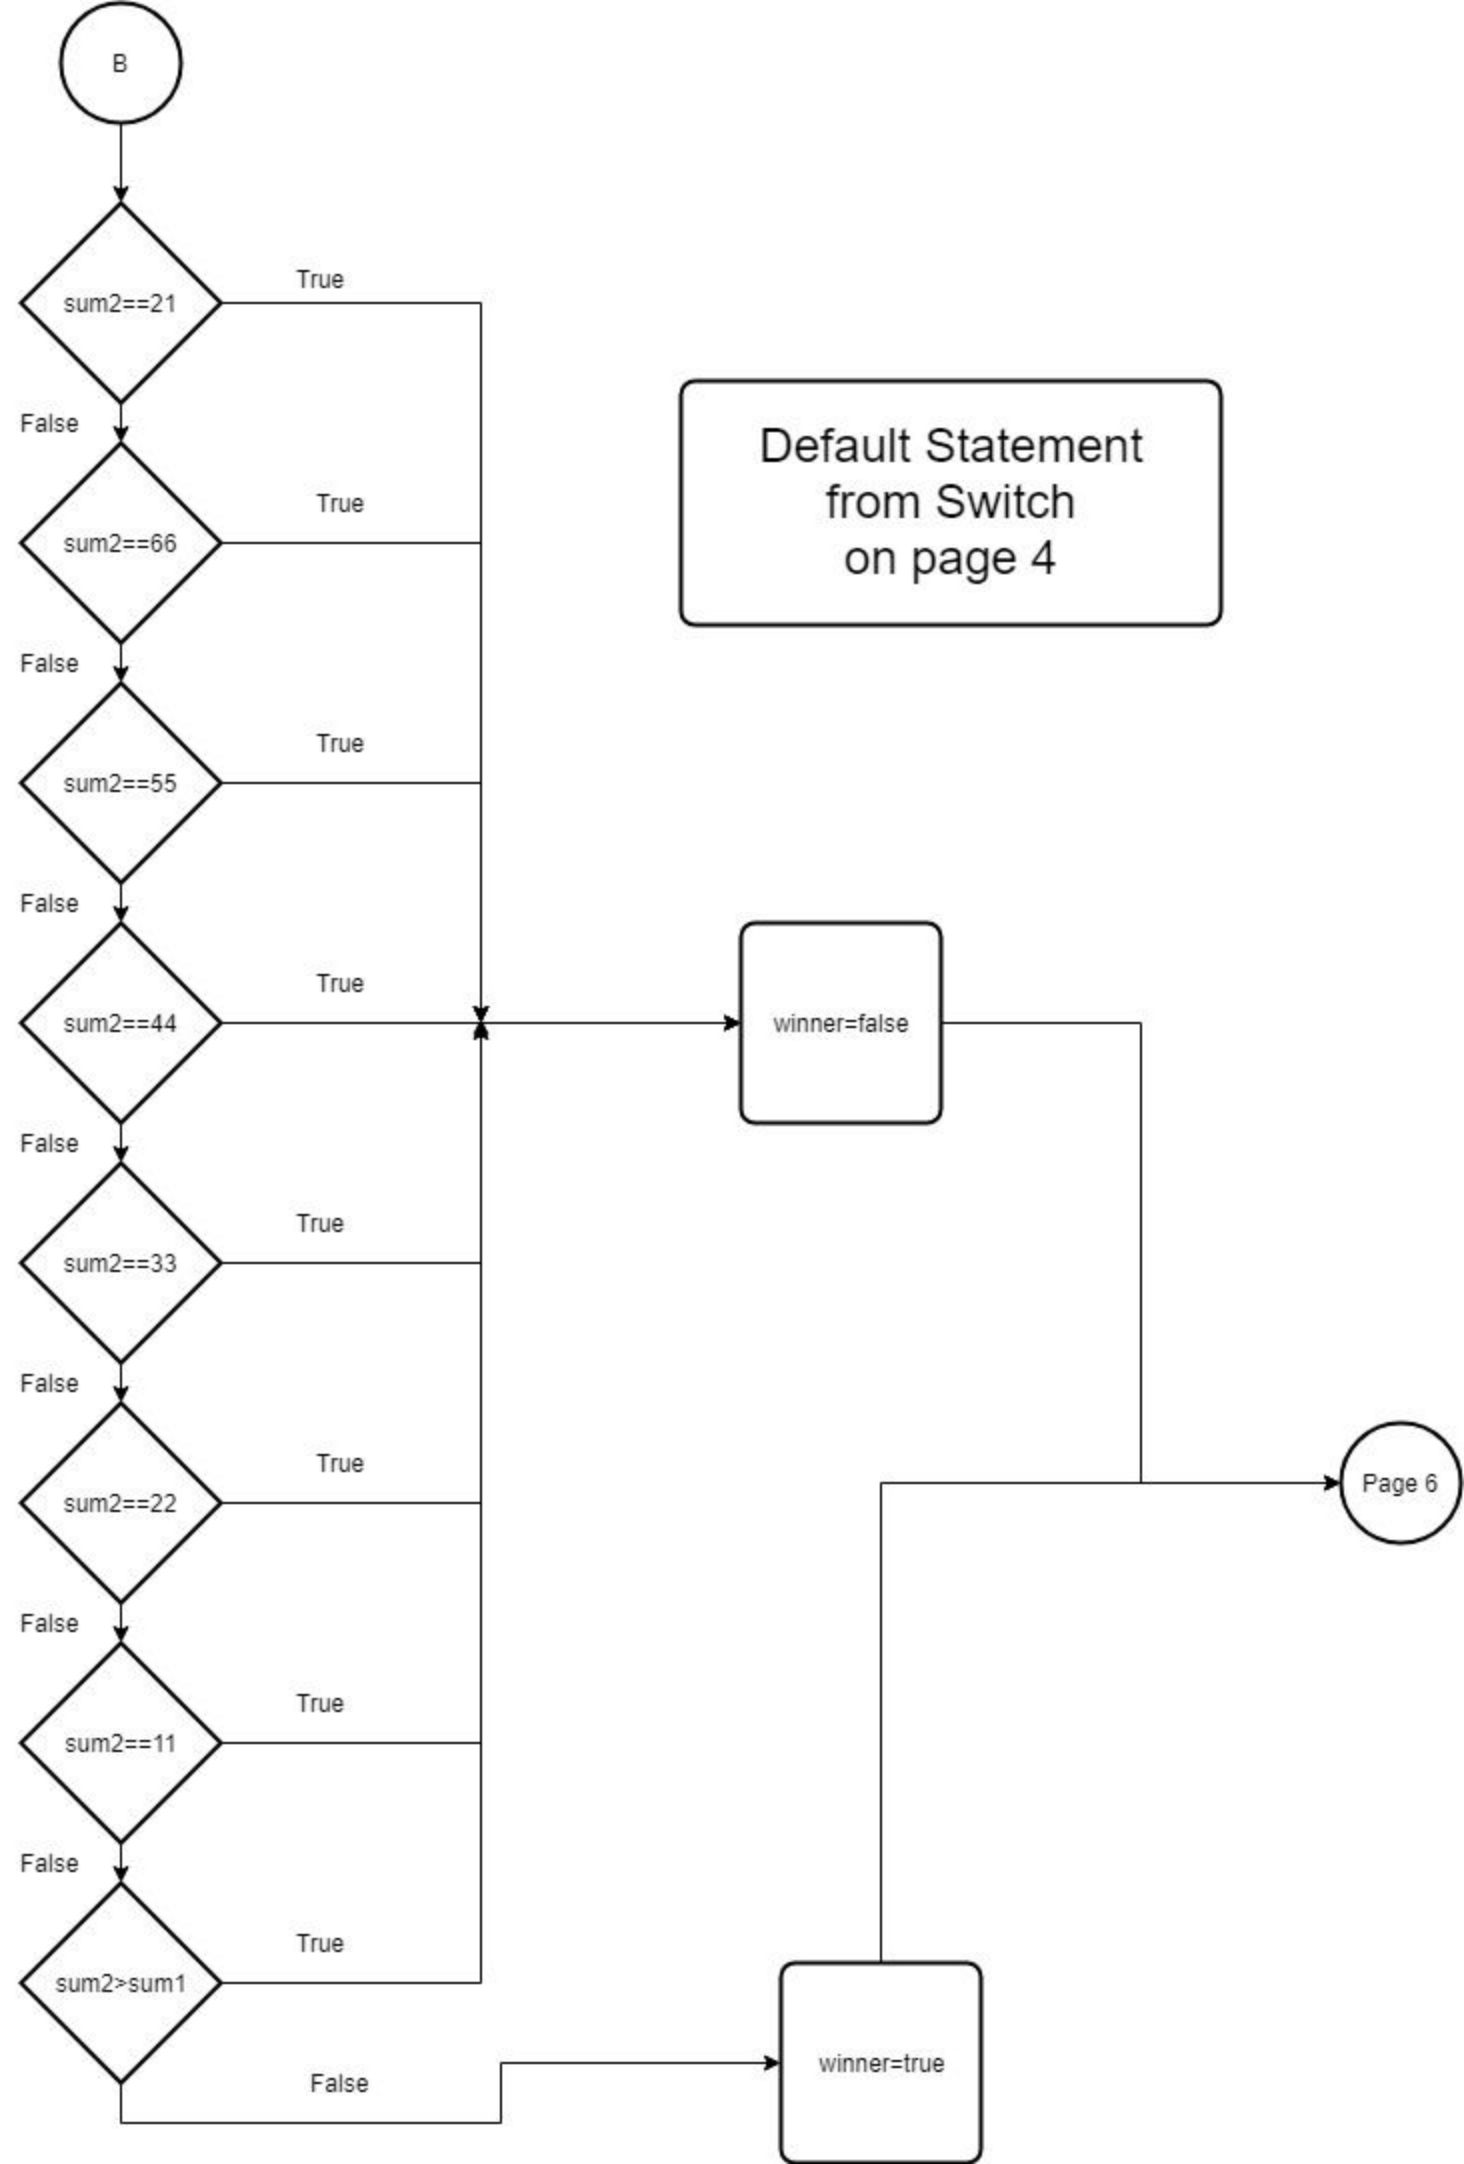 B
True
sum2==21
False
Default Statement
from Switch
on page 4
True
sum2==66
False
True
sum2==55
False
True
sum2==44
winner=false
False
True
sum2==33
False
True
sum2==22
Page 6
False
True
sum2==11
False
True
sum2>sum1
False
winner=true